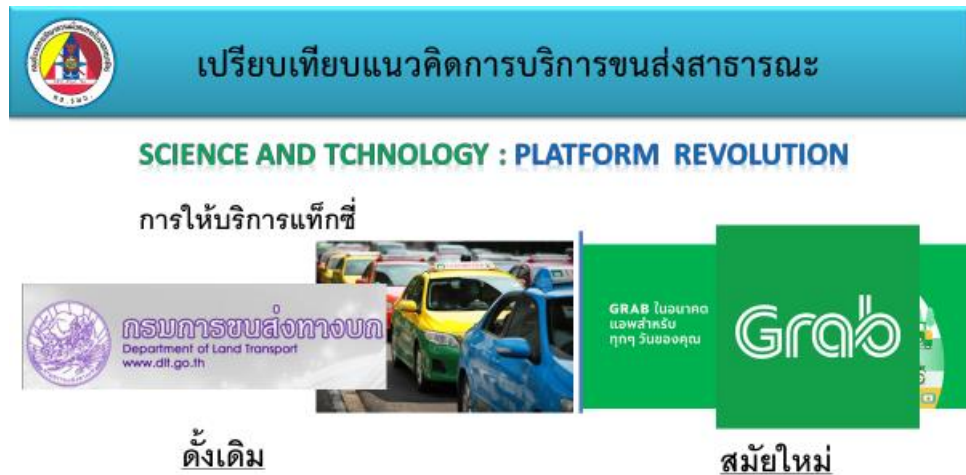 เปรียบเทียบแนวคิดการบริการขนส่งสาธารณะ
SCIENCE AND TCHNOLOGY : PLATFORM REVOLUTION
การให้บริการแท็กซี่
กรมการขนส่งทางบก
Department of Land Transport
www.dlt.go.th
GRAB ในอนาคต
แอพสำหรับ
ทุกๆ วันของคุณ
Grab
ดั้งเดิม
สมัยใหม่